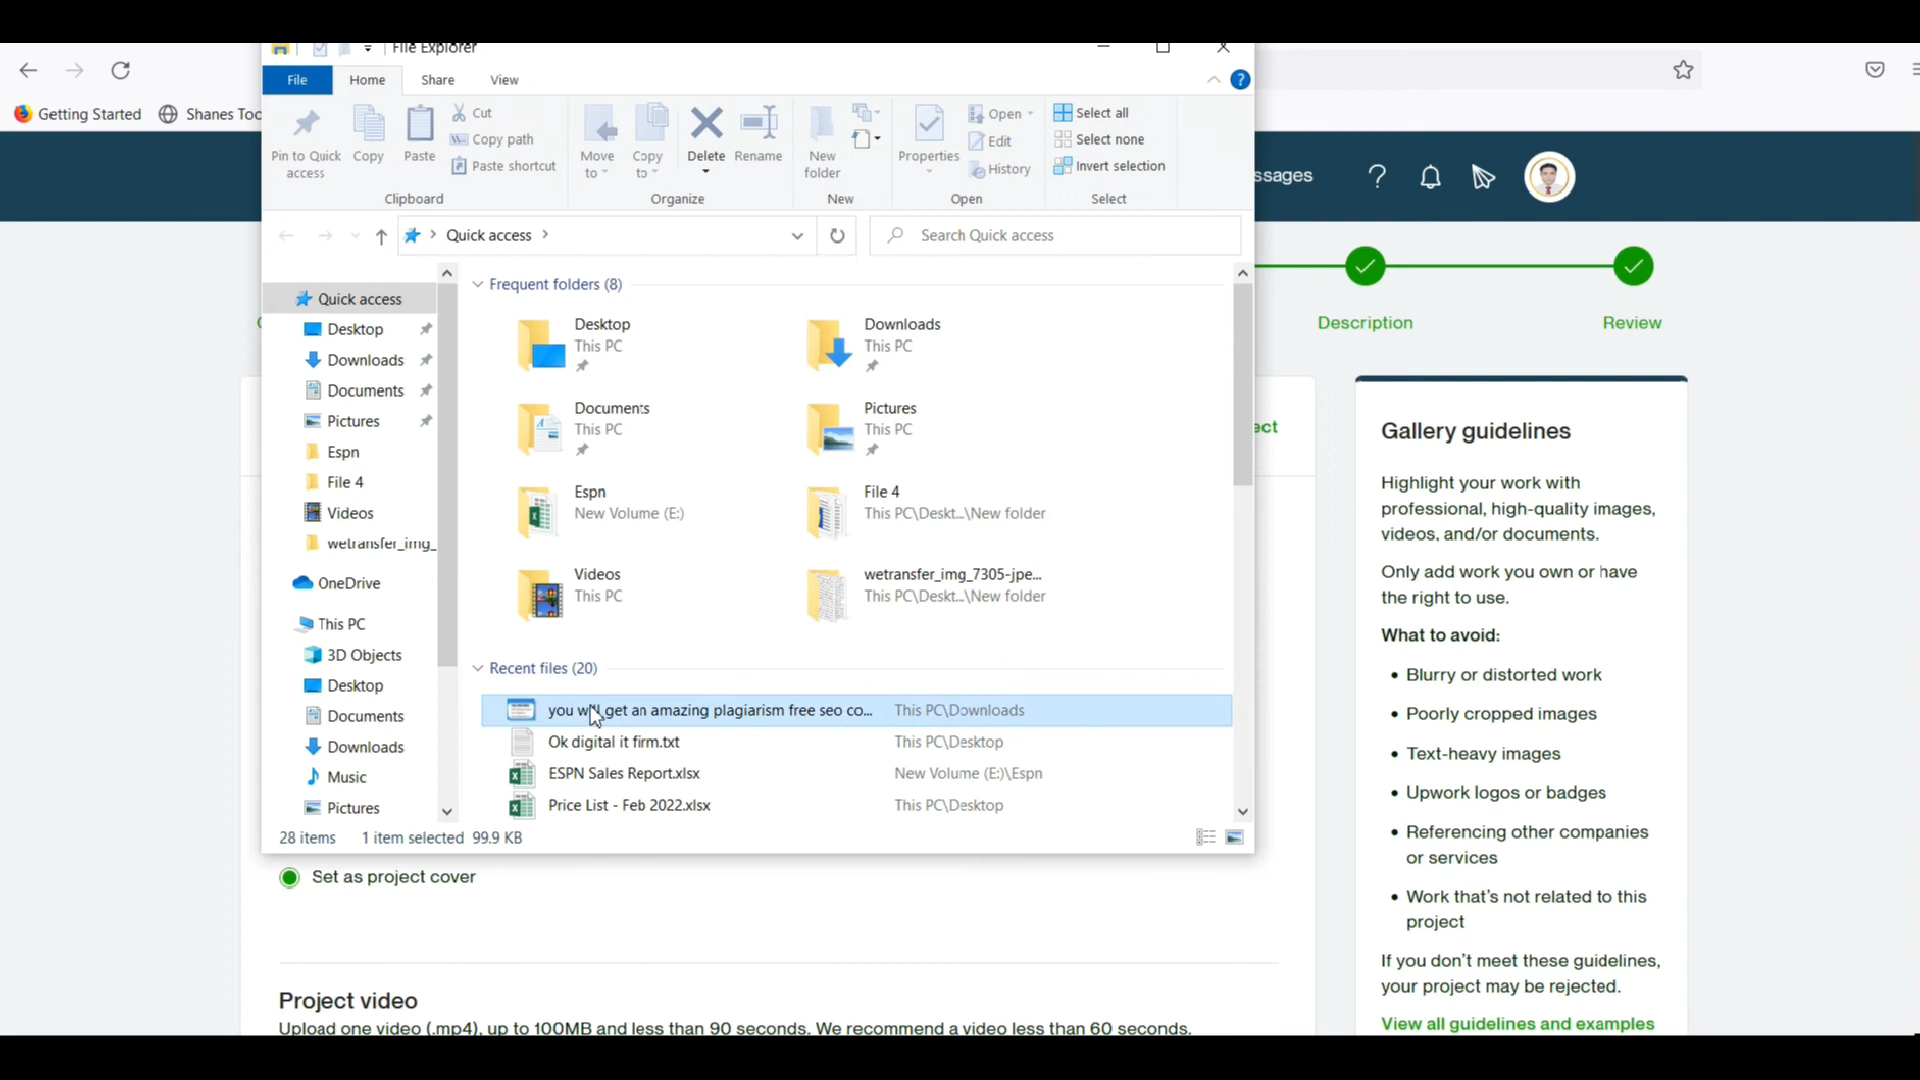 File Explorer
File Home Share View
Pin to Quick access
Copy
Paste
Cut
Copy path
Paste shortcut
Clipboard
Move to
Copy to
Delete
Rename
Organize
New folder
New
Properties
Open
Edit
History
Open
Select all
Select none
Invert selection
Select
Getting Started
Shanes Too
ssages
Quick access
Search Quick access
Quick access
Desktop
Downloads
Documents
Pictures
Espn
File 4
Videos
wetransfer_img_
OneDrive
This PC
3D Objects
Desktop
Documents
Downloads
Music
Pictures
Frequent folders (8)
Desktop
This PC
Downloads
This PC
Documents
This PC
Pictures
This PC
Espn
New Volume (E:)
File 4
This PC\Deskt...\New folder
Videos
This PC
wetransfer_img_7305-jpe...
This PC\Deskt...\New folder
Recent files (20)
you will get an amazing plagiarism free seo co... This PC\Downloads
Ok digital it firm.txt This PC\Desktop
ESPN Sales Report.xlsx New Volume (E:)\Espn
Price List - Feb 2022.xlsx This PC\Desktop
28 items 1 item selected 99.9 KB
Description
Review
ect
Set as project cover
Project video
Upload one video (.mp4), up to 100MB and less than 90 seconds. We recommend a video less than 60 seconds.
Gallery guidelines
Highlight your work with
professional, high-quality images,
videos, and/or documents.
Only add work you own or have
the right to use.
What to avoid:
• Blurry or distorted work
• Poorly cropped images
• Text-heavy images
• Upwork logos or badges
• Referencing other companies
or services
• Work that's not related to this
project
If you don't meet these guidelines,
your project may be rejected.
View all guidelines and examples